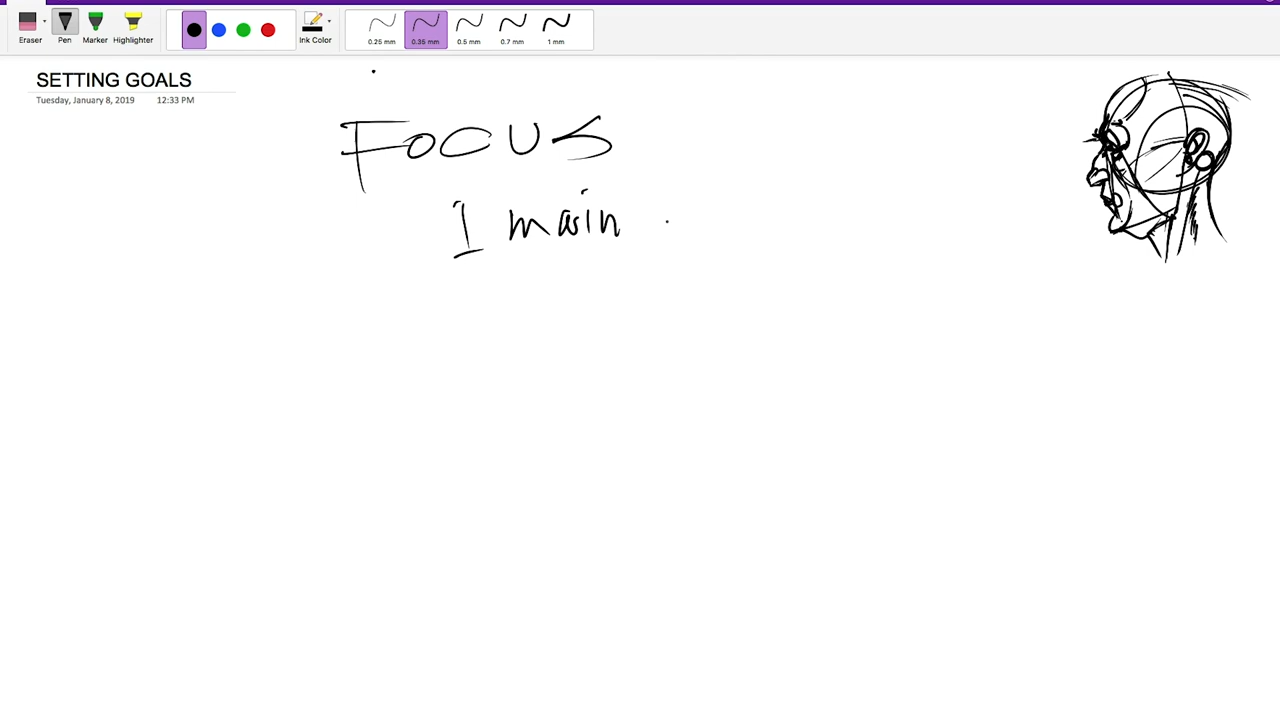 Eraser Pen Marker Highlighter Ink Color 0.25 mm 0.35 mm 0.5 mm 0.7 mm 1 mm
SETTING GOALS
Tuesday, January 8, 2019 12:33 PM
FOCUS
1 main